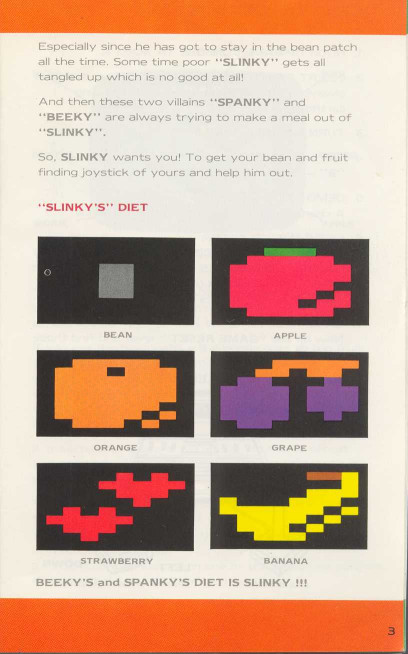 Especially since he has got to stay in the bean patch
all the time. Some time poor "SLINKY" gets all
tangled up which is no good at all!
And then these two villains "SPANKY" and
"BEEKY" are always trying to make a meal out of
"SLINKY".
So, SLINKY wants you! To get your bean and fruit
finding joystick of yours and help him out.
"SLINKY'S" DIET
BEAN
APPLE
ORANGE
GRAPE
STRAWBERRY
BANANA
BEEKY'S and SPANKY'S DIET IS SLINKY !!!
3